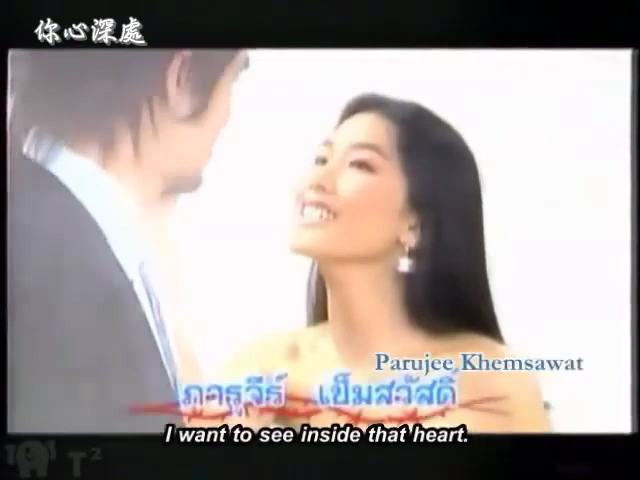 你心深處
Parujee Khemsawat
ภารุจีร์ เข็มสวัสดิ์
I want to see inside that heart.
T²